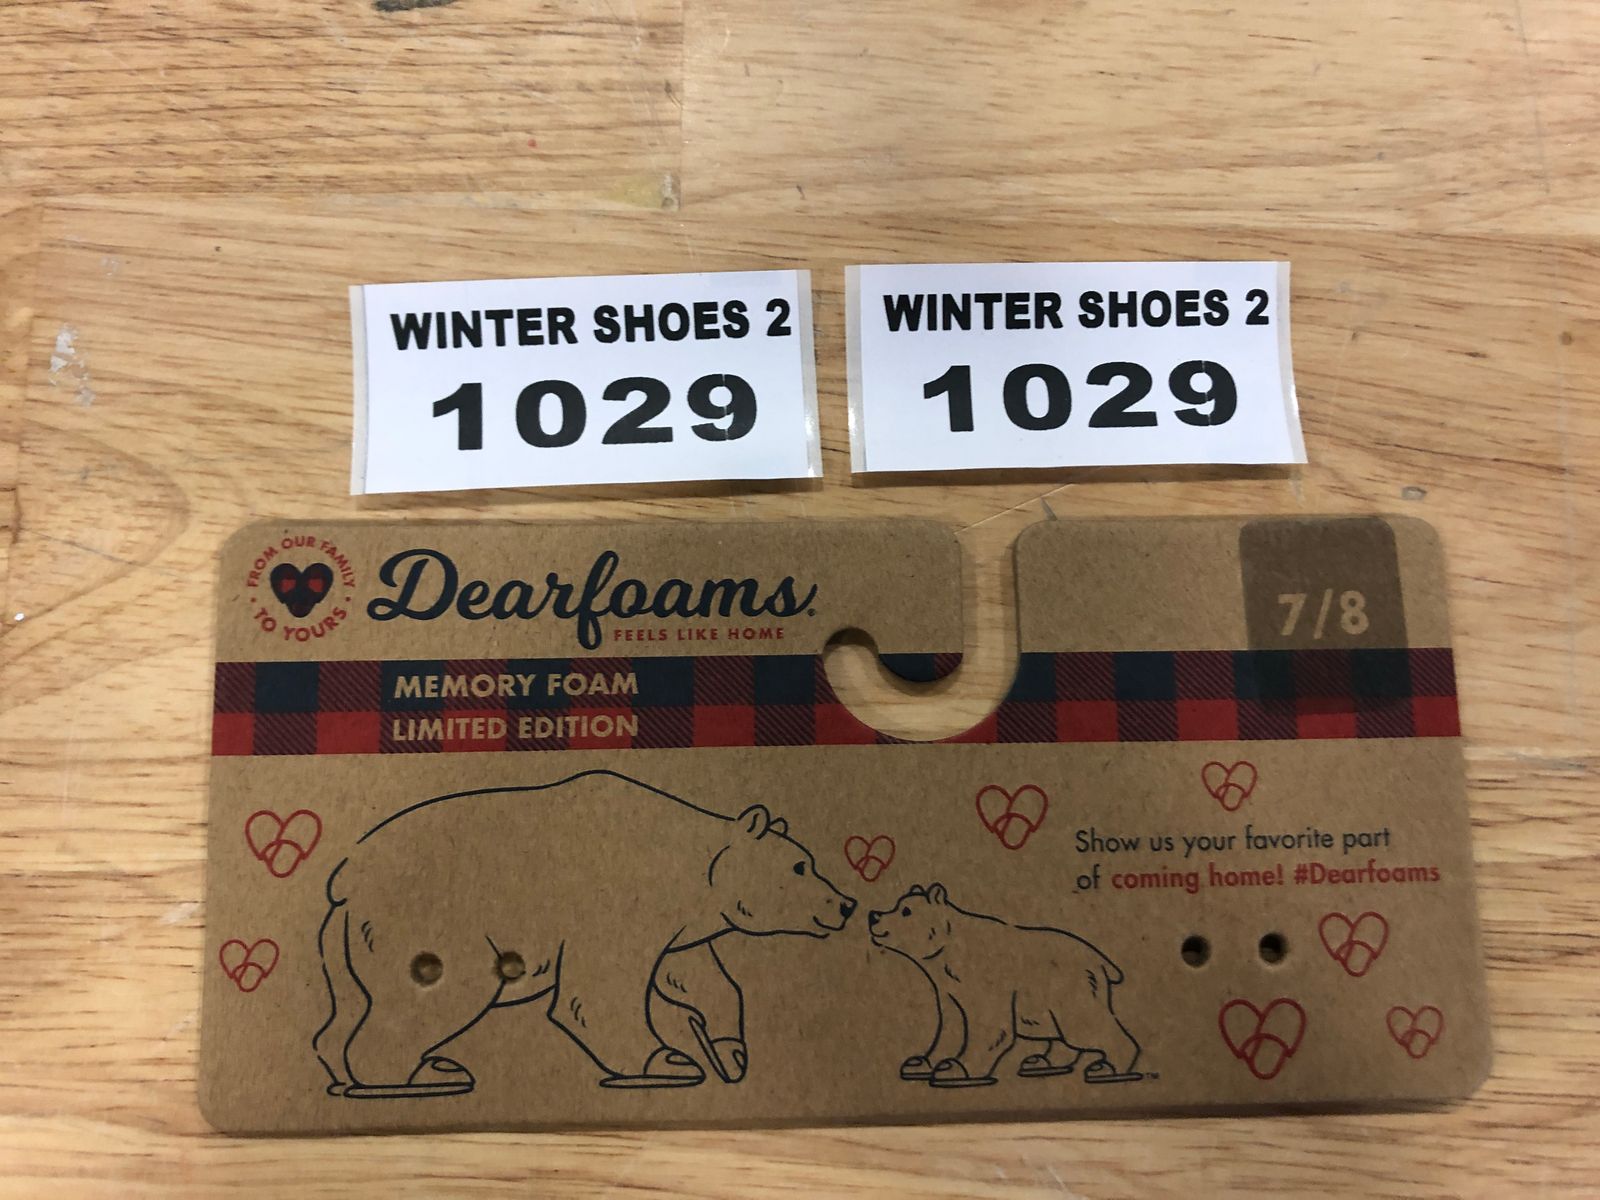 WINTER SHOES 2
1029
WINTER SHOES 2
1029
FROM OUR FAMILY
TO YOURS
Dearfoams®
FEELS LIKE HOME
7/8
MEMORY FOAM
LIMITED EDITION
Show us your favorite part
of coming home! #Dearfoams